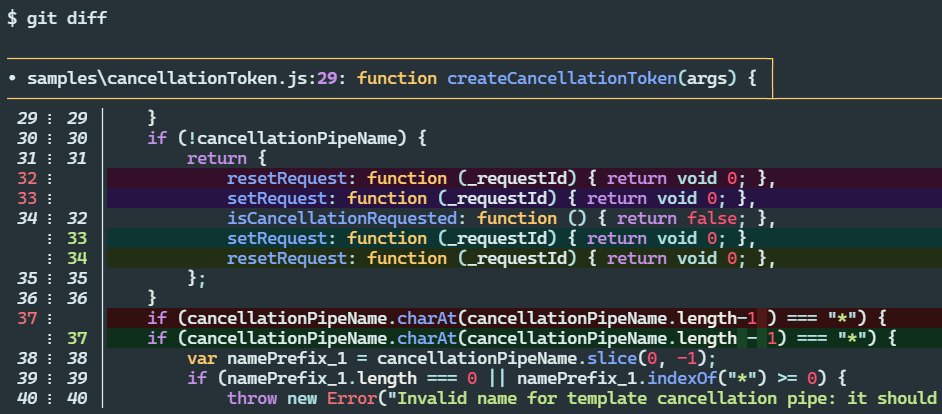 $ git diff
• samples\cancellationToken.js:29: function createCancellationToken(args) {
29 ⋮ 29 }
30 ⋮ 30 if (!cancellationPipeName) {
31 ⋮ 31 return {
32 ⋮ resetRequest: function (_requestId) { return void 0; },
33 ⋮ setRequest: function (_requestId) { return void 0; },
34 ⋮ 32 isCancellationRequested: function () { return false; },
⋮ 33 setRequest: function (_requestId) { return void 0; },
⋮ 34 resetRequest: function (_requestId) { return void 0; },
35 ⋮ 35 };
36 ⋮ 36 }
37 ⋮ if (cancellationPipeName.charAt(cancellationPipeName.length-1 ) === "*") {
⋮ 37 if (cancellationPipeName.charAt(cancellationPipeName.length - 1) === "*") {
38 ⋮ 38 var namePrefix_1 = cancellationPipeName.slice(0, -1);
39 ⋮ 39 if (namePrefix_1.length === 0 || namePrefix_1.indexOf("*") >= 0) {
40 ⋮ 40 throw new Error("Invalid name for template cancellation pipe: it should